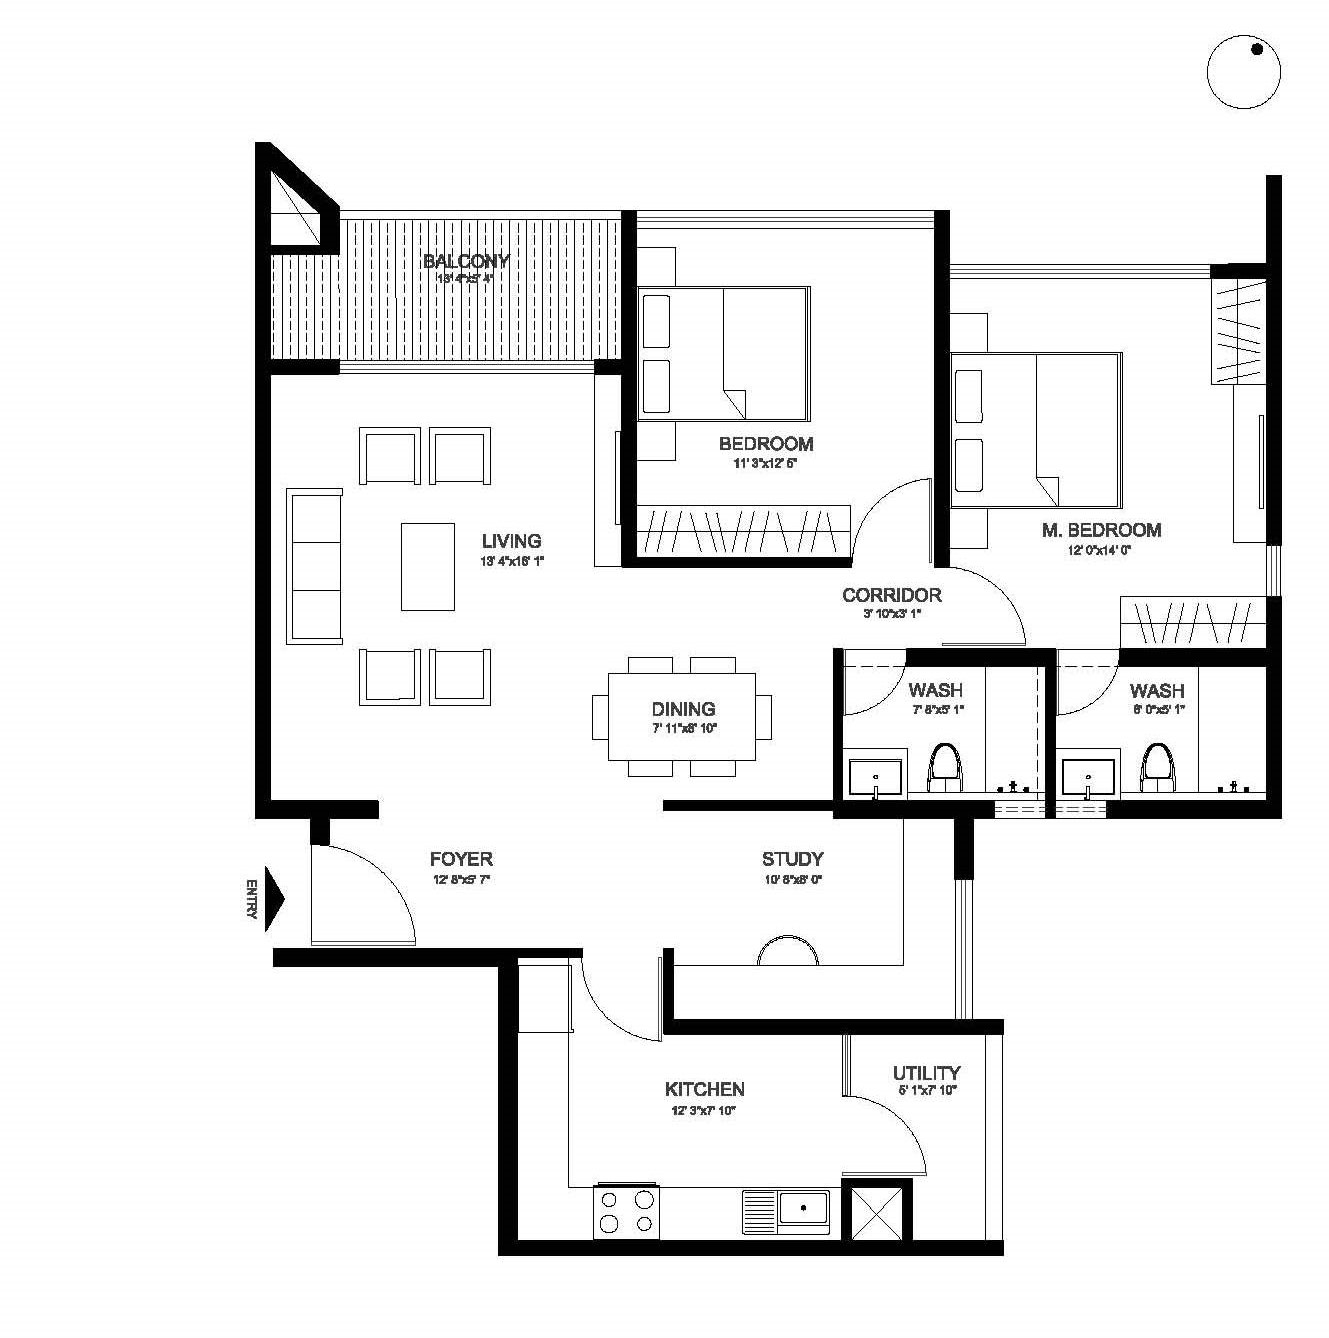 BALCONY
13' 4"x5' 4"
BEDROOM
11' 3"x12' 6"
LIVING
13' 4"x16' 1"
M. BEDROOM
12' 0"x14' 0"
CORRIDOR
3' 10"x3' 1"
WASH
7' 8"x5' 1"
WASH
8' 0"x5' 1"
DINING
7' 11"x8' 10"
FOYER
12' 8"x5' 7"
STUDY
10' 8"x8' 0"
ENTRY
KITCHEN
12' 3"x7' 10"
UTILITY
5' 1"x7' 10"